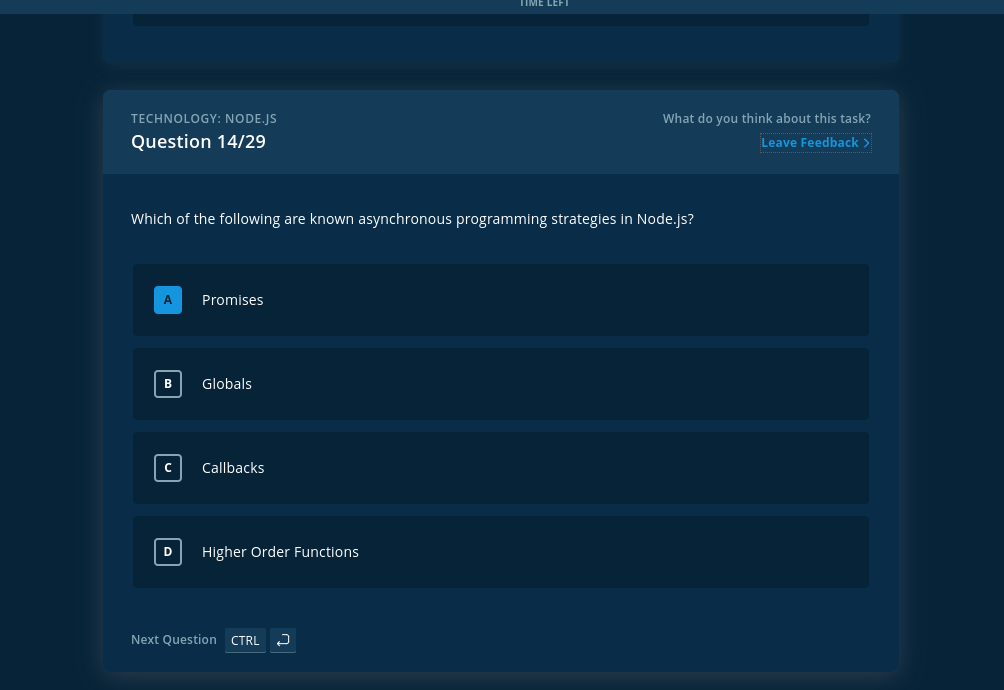 TIME LEFT
TECHNOLOGY: NODE.JS
What do you think about this task?
Question 14/29
Leave Feedback >
Which of the following are known asynchronous programming strategies in Node.js?
A Promises
B Globals
C Callbacks
D Higher Order Functions
Next Question CTRL